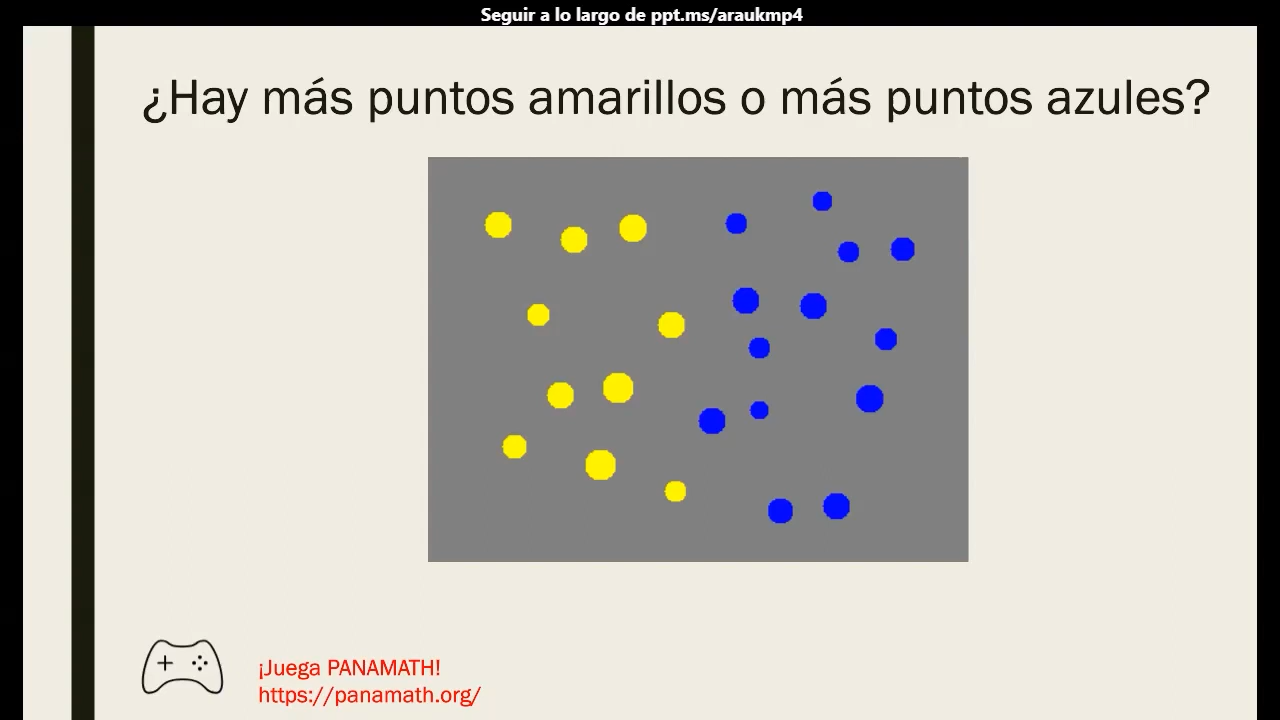 Seguir a lo largo de ppt.ms/araukmp4
¿Hay más puntos amarillos o más puntos azules?
¡Juega PANAMATH!
https://panamath.org/